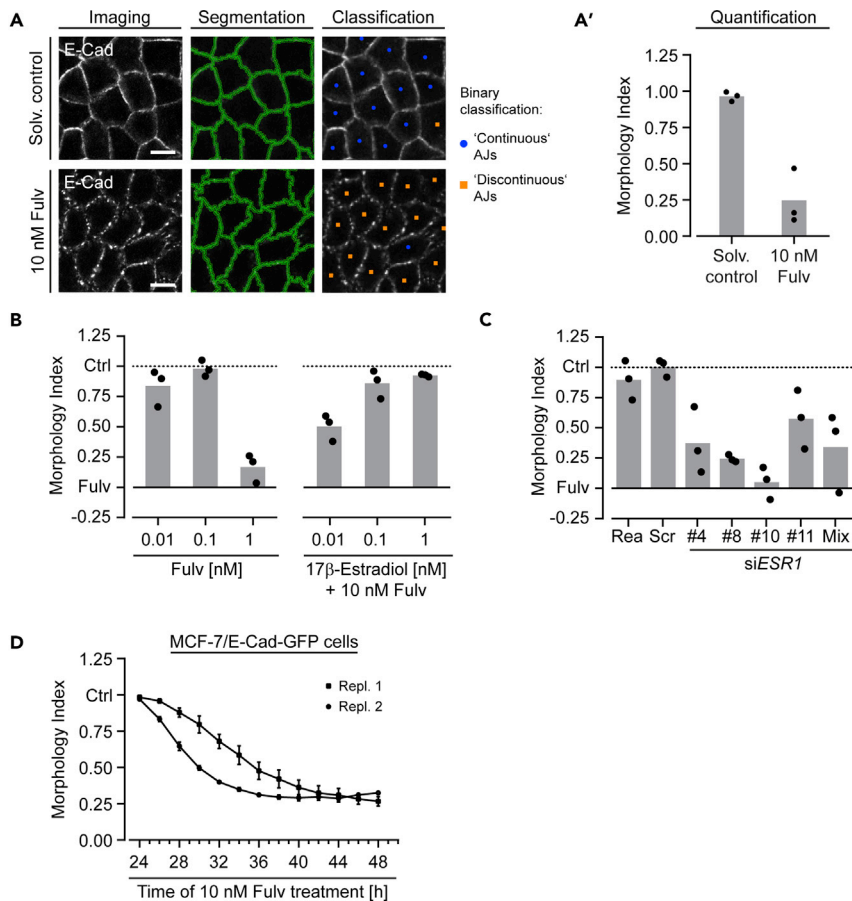 A
Imaging Segmentation Classification
E-Cad
Solv. control
Binary
classification:
'Continuous'
AJs
'Discontinuous'
AJs
E-Cad
10 nM Fulv
A′
Quantification
Morphology Index
1.25
1.00
0.75
0.50
0.25
0.00
Solv.
control
10 nM
Fulv
B
Morphology Index
1.25
Ctrl
0.75
0.50
0.25
Fulv
-0.25
0.01 0.1 1
Fulv [nM]
0.01 0.1 1
17β-Estradiol [nM]
+ 10 nM Fulv
C
Morphology Index
1.25
Ctrl
0.75
0.50
0.25
Fulv
-0.25
Rea Scr #4 #8 #10 #11 Mix
siESR1
D
MCF-7/E-Cad-GFP cells
Morphology Index
1.25
Ctrl
0.75
0.50
0.25
0.00
Repl. 1
Repl. 2
24 28 32 36 40 44 48
Time of 10 nM Fulv treatment [h]